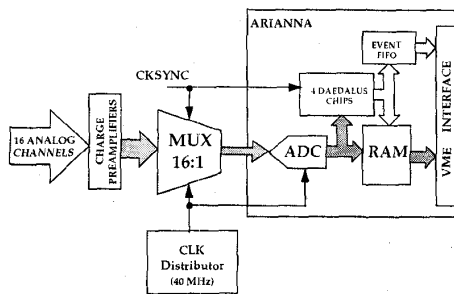 ARIANNA
EVENT
FIFO
CKSYNC
4 DAEDALUS
CHIPS
16 ANALOG
CHANNELS
CHARGE
PREAMPLIFIERS
MUX
16:1
ADC
RAM
VME INTERFACE
CLK
Distributor
(40 MHz)